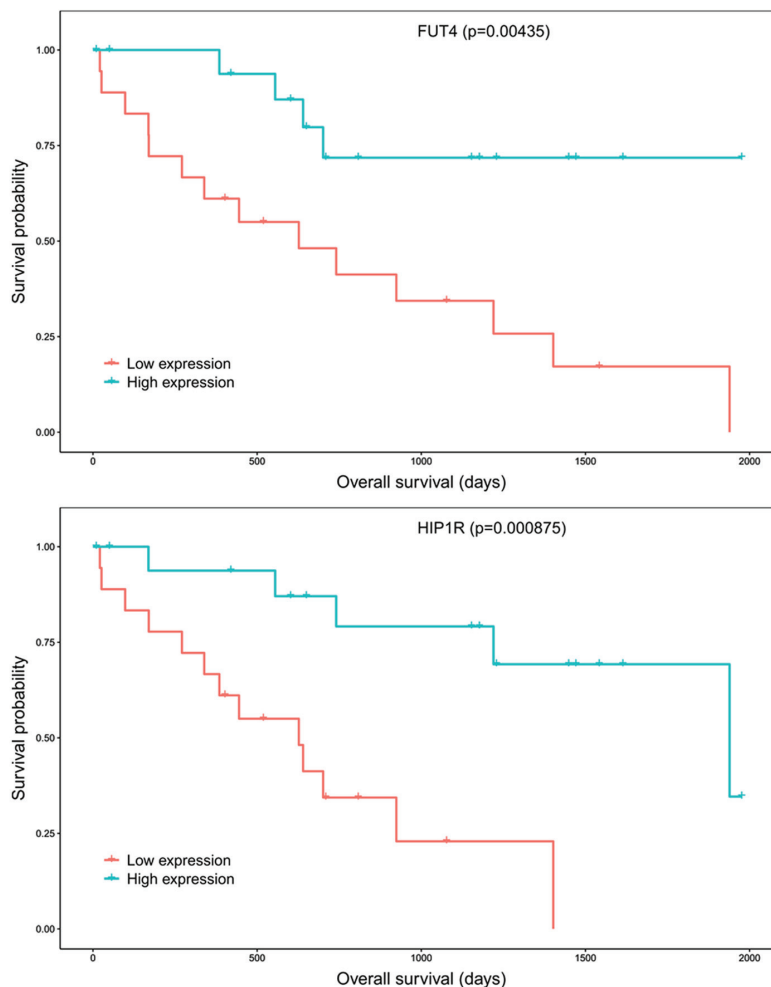 FUT4 (p=0.00435)
1.00
0.75
0.50
0.25
0.00
Survival probability
Low expression
High expression
0 500 1000 1500 2000
Overall survival (days)
HIP1R (p=0.000875)
1.00
0.75
0.50
0.25
0.00
Survival probability
Low expression
High expression
0 500 1000 1500 2000
Overall survival (days)